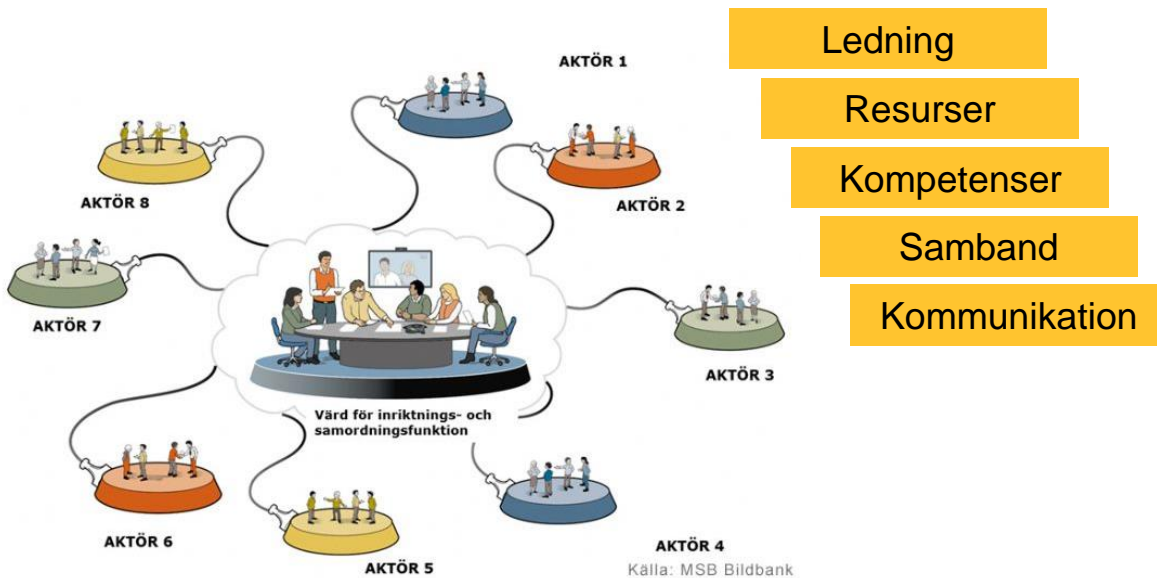 AKTÖR 1
AKTÖR 2
AKTÖR 3
AKTÖR 4
AKTÖR 5
AKTÖR 6
AKTÖR 7
AKTÖR 8
Värd för inriktnings- och
samordningsfunktion
Källa: MSB Bildbank
Ledning
Resurser
Kompetenser
Samband
Kommunikation